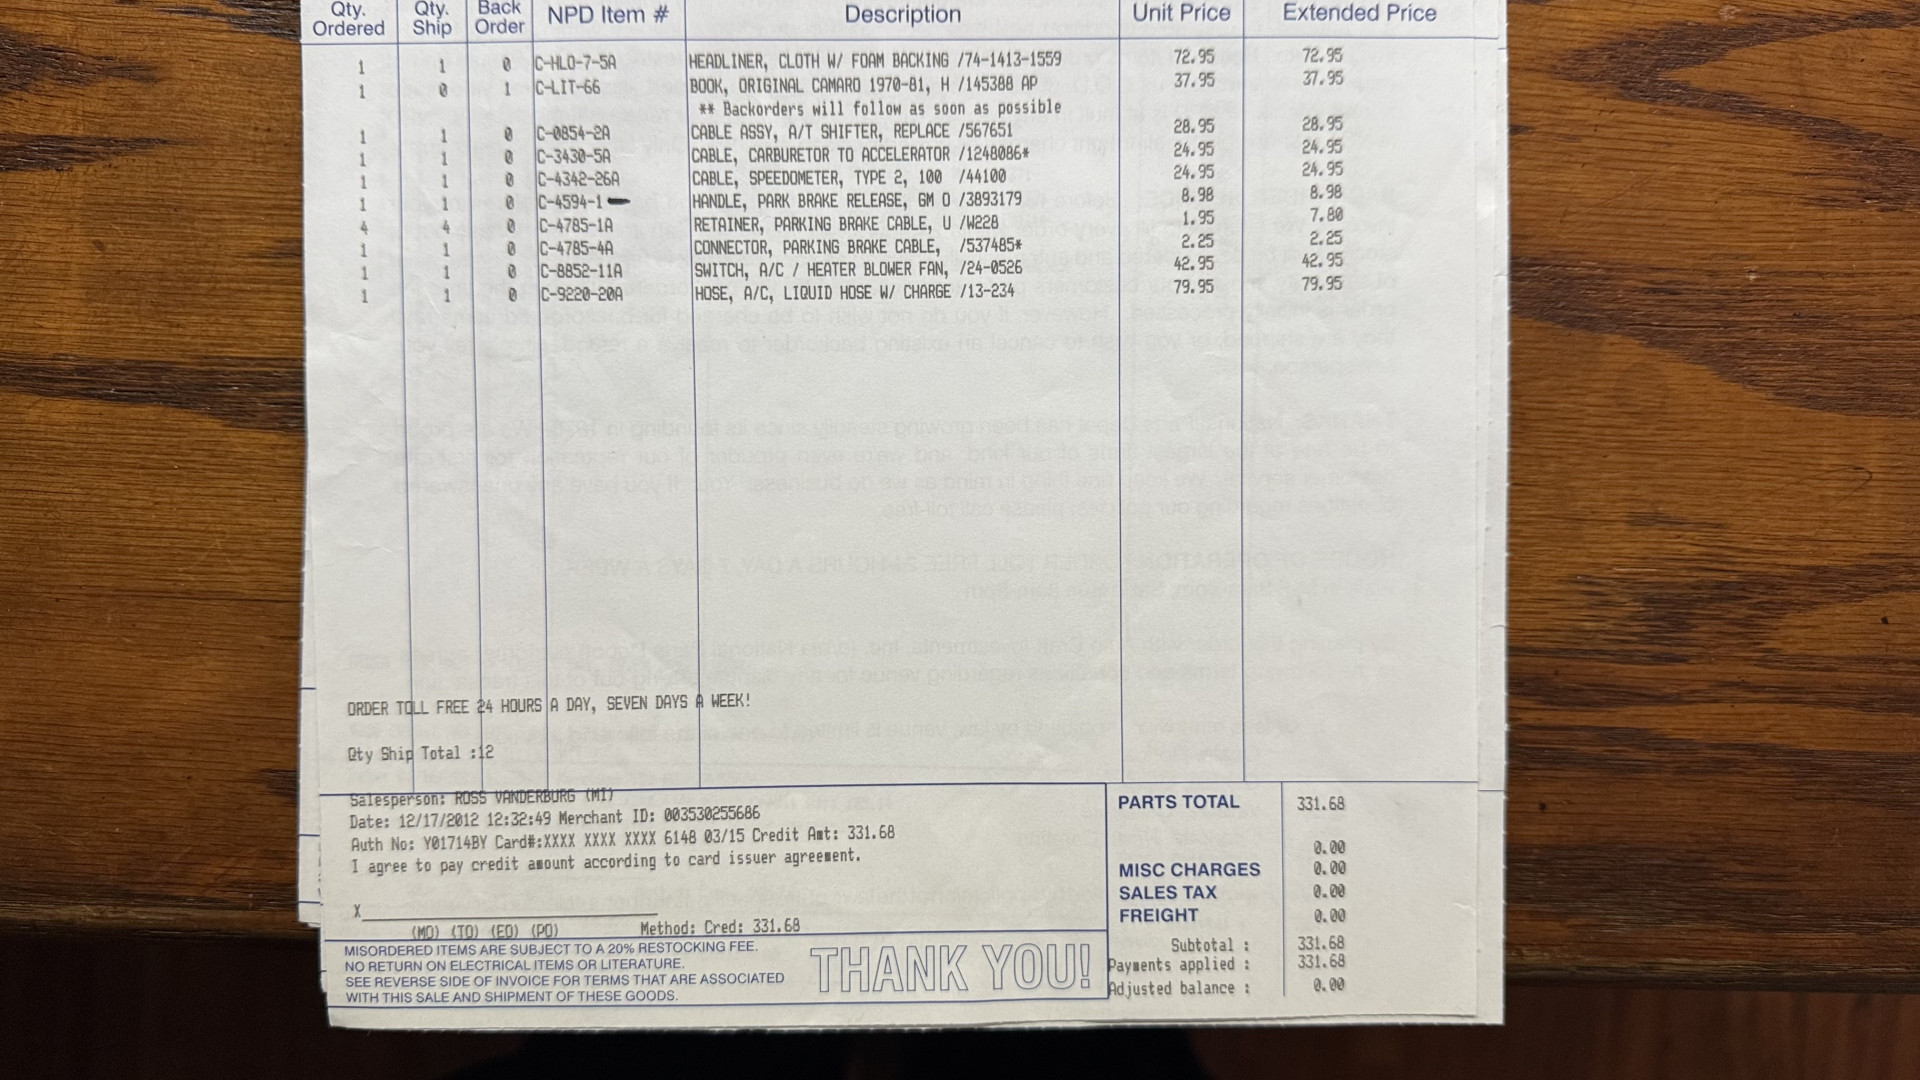 Qty. Ordered Qty. Ship Back Order NPD Item # Description Unit Price Extended Price
1 1 0 C-HLO-7-5A HEADLINER, CLOTH W/ FOAM BACKING /74-1413-1559 72.95 72.95
1 0 1 C-LIT-66 BOOK, ORIGINAL CAMARO 1970-81, H /145388 AP 37.95 37.95
** Backorders will follow as soon as possible
1 1 0 C-0854-2A CABLE ASSY, A/T SHIFTER, REPLACE /567651 28.95 28.95
1 1 0 C-3430-5A CABLE, CARBURETOR TO ACCELERATOR /1248086* 24.95 24.95
1 1 0 C-4342-26A CABLE, SPEEDOMETER, TYPE 2, 100 /44100 24.95 24.95
1 1 0 C-4594-1 HANDLE, PARK BRAKE RELEASE, GM O /3893179 8.98 8.98
4 4 0 C-4785-1A RETAINER, PARKING BRAKE CABLE, U /W228 1.95 7.80
1 1 0 C-4785-4A CONNECTOR, PARKING BRAKE CABLE, /537485* 2.25 2.25
1 1 0 C-8852-11A SWITCH, A/C / HEATER BLOWER FAN, /24-0526 42.95 42.95
1 1 0 C-9220-20A HOSE, A/C, LIQUID HOSE W/ CHARGE /13-234 79.95 79.95
ORDER TOLL FREE 24 HOURS A DAY, SEVEN DAYS A WEEK!
Qty Ship Total :12
Salesperson: ROSS VANDERBURG (MI)
Date: 12/17/2012 12:32:49 Merchant ID: 003530255686
Auth No: Y01714BY Card#:XXXX XXXX XXXX 6148 03/15 Credit Amt: 331.68
I agree to pay credit amount according to card issuer agreement.
X
(MO) (TO) (EO) (PO) Method: Cred: 331.68
MISORDERED ITEMS ARE SUBJECT TO A 20% RESTOCKING FEE.
NO RETURN ON ELECTRICAL ITEMS OR LITERATURE.
SEE REVERSE SIDE OF INVOICE FOR TERMS THAT ARE ASSOCIATED
WITH THIS SALE AND SHIPMENT OF THESE GOODS.
THANK YOU!
PARTS TOTAL 331.68
0.00
MISC CHARGES 0.00
SALES TAX 0.00
FREIGHT 0.00
Subtotal : 331.68
Payments applied : 331.68
Adjusted balance : 0.00